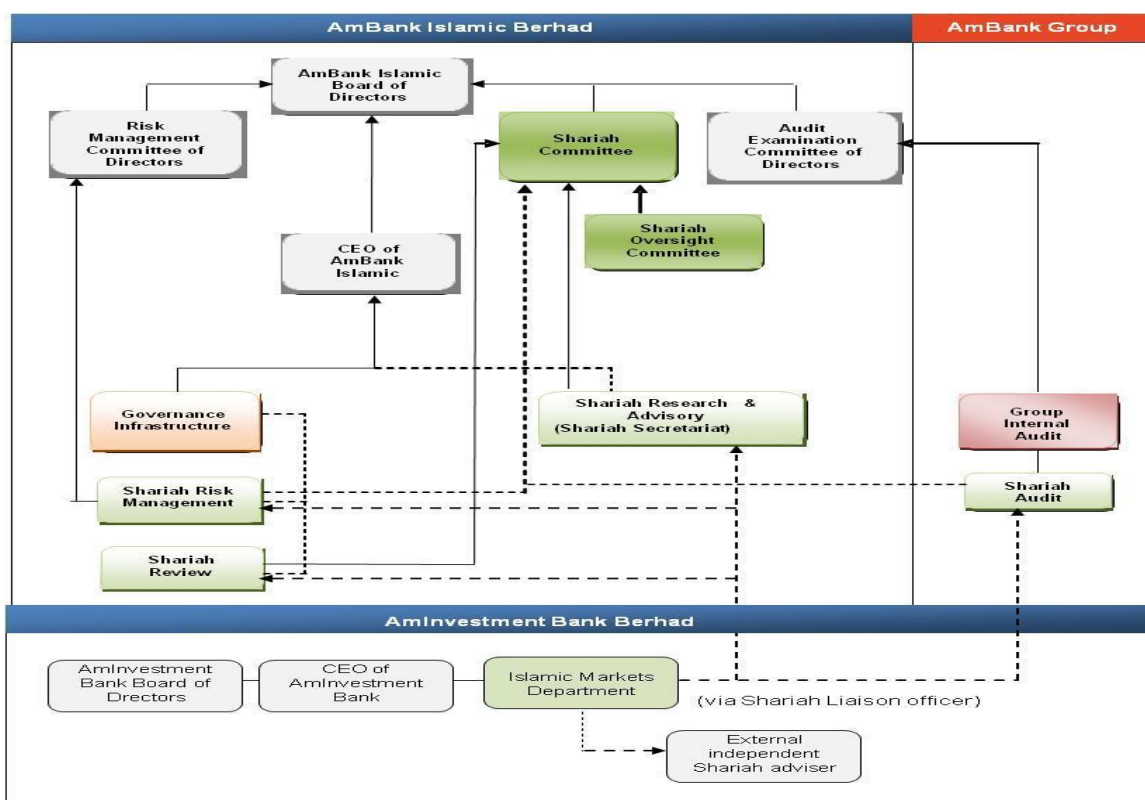 AmBank Islamic Berhad
AmBank Group
AmBank Islamic
Board of
Directors
Risk
Management
Committee of
Directors
Shariah
Committee
Audit
Examination
Committee of
Directors
Shariah
Oversight
Committee
CEO of
AmBank
Islamic
Governance
Infrastructure
Shariah Research &
Advisory
(Shariah Secretariat)
Group
Internal
Audit
Shariah Risk
Management
Shariah
Audit
Shariah
Review
AmInvestment Bank Berhad
AmInvestment
Bank Board of
Directors
CEO of
AmInvestment
Bank
Islamic Markets
Department
(via Shariah Liaison officer)
External
independent
Shariah adviser